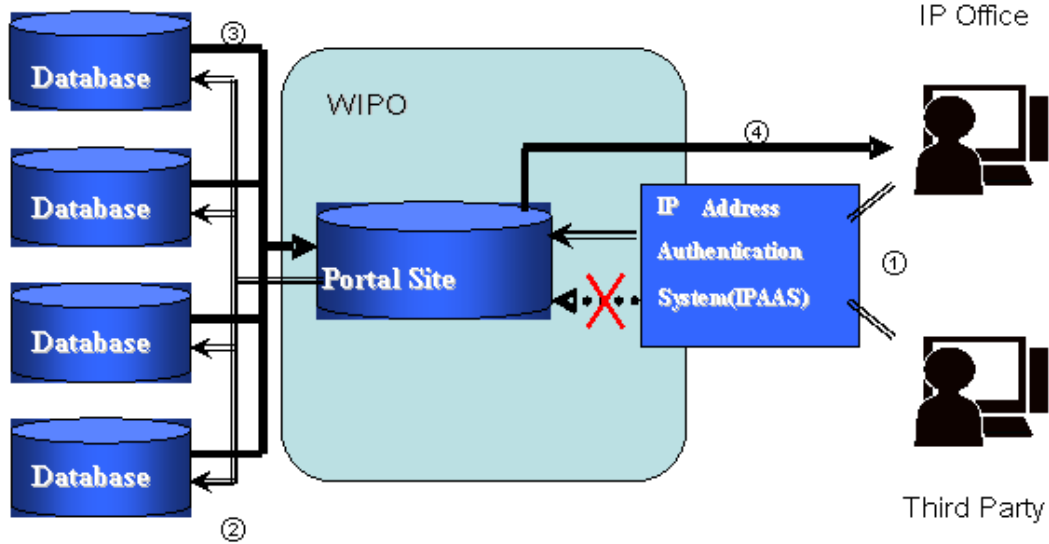 IP Office
③
Database
WIPO
④
Database
IP Address
Authentication
System(IPAAS)
①
Portal Site
Database
Database
②
Third Party